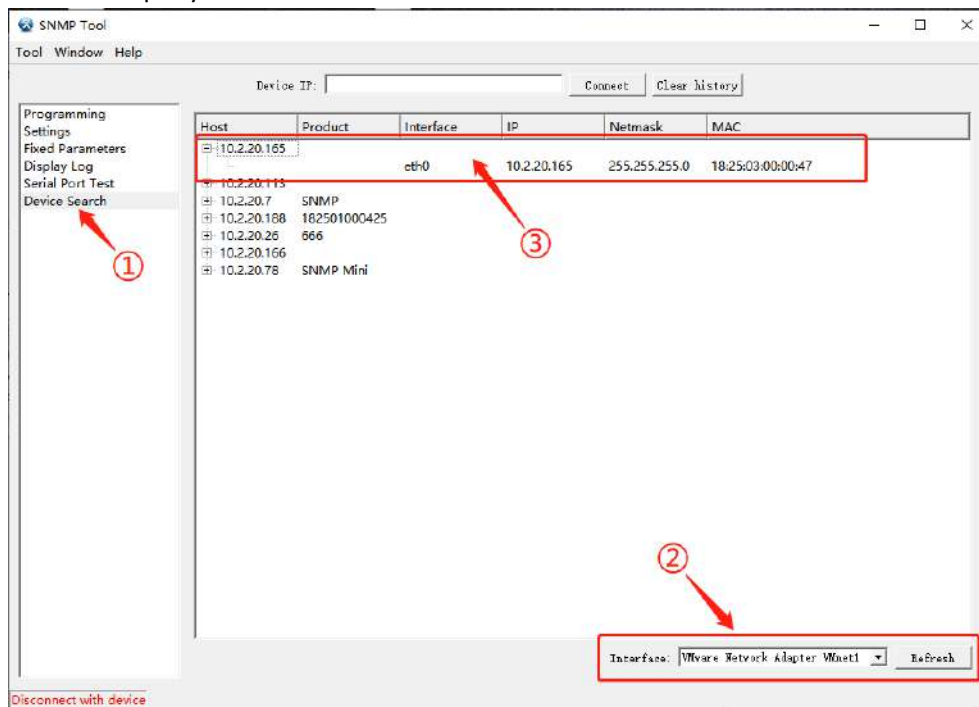 SNMP Tool
Tool Window Help
Device IP: Connect Clear history
Programming
Settings
Fixed Parameters
Display Log
Serial Port Test
Device Search
①
Host Product Interface IP Netmask MAC
10.2.20.165
eth0 10.2.20.165 255.255.255.0 18:25:03:00:00:47
10.2.20.113
10.2.20.7 SNMP
10.2.20.188 182501000425
10.2.20.26 666
10.2.20.166
10.2.20.78 SNMP Mini
③
②
Interface: VMware Network Adapter VMnet1 Refresh
Disconnect with device